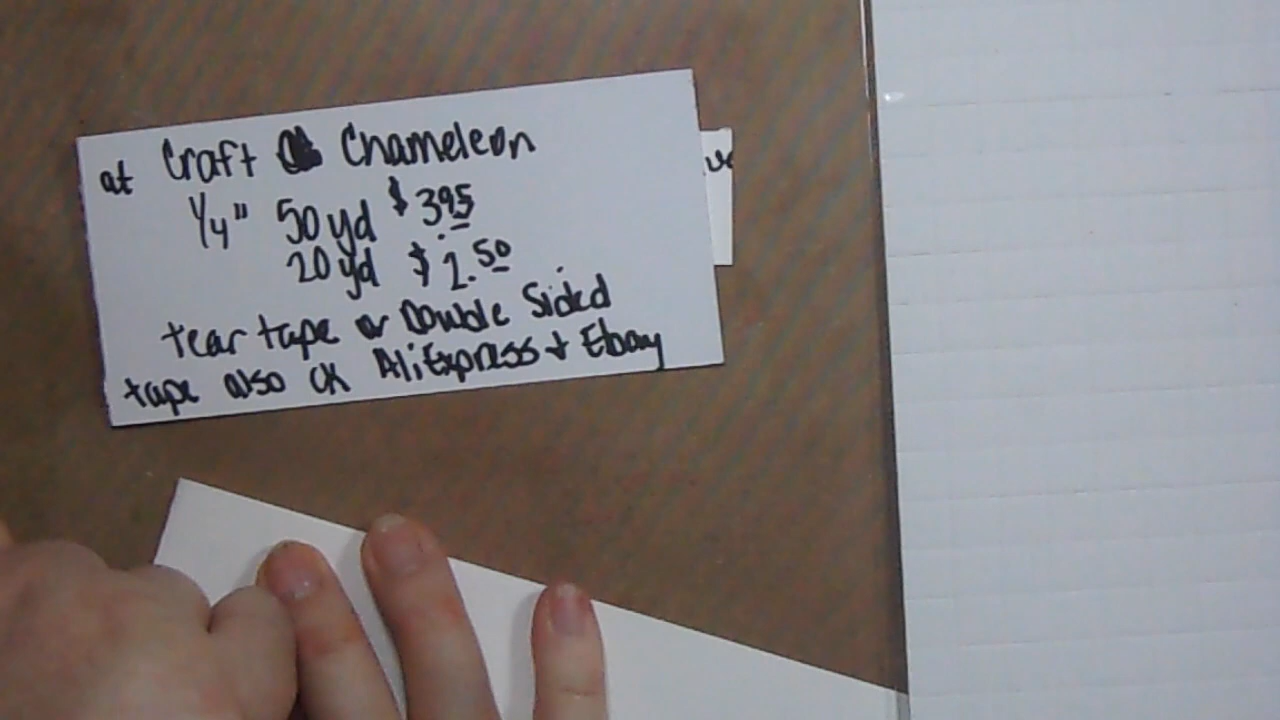 at Craft Chameleon
1/4" 50 yd $3.95
20 yd $1.50
tear tape or Double Sided
tape also on AliExpress + Ebay